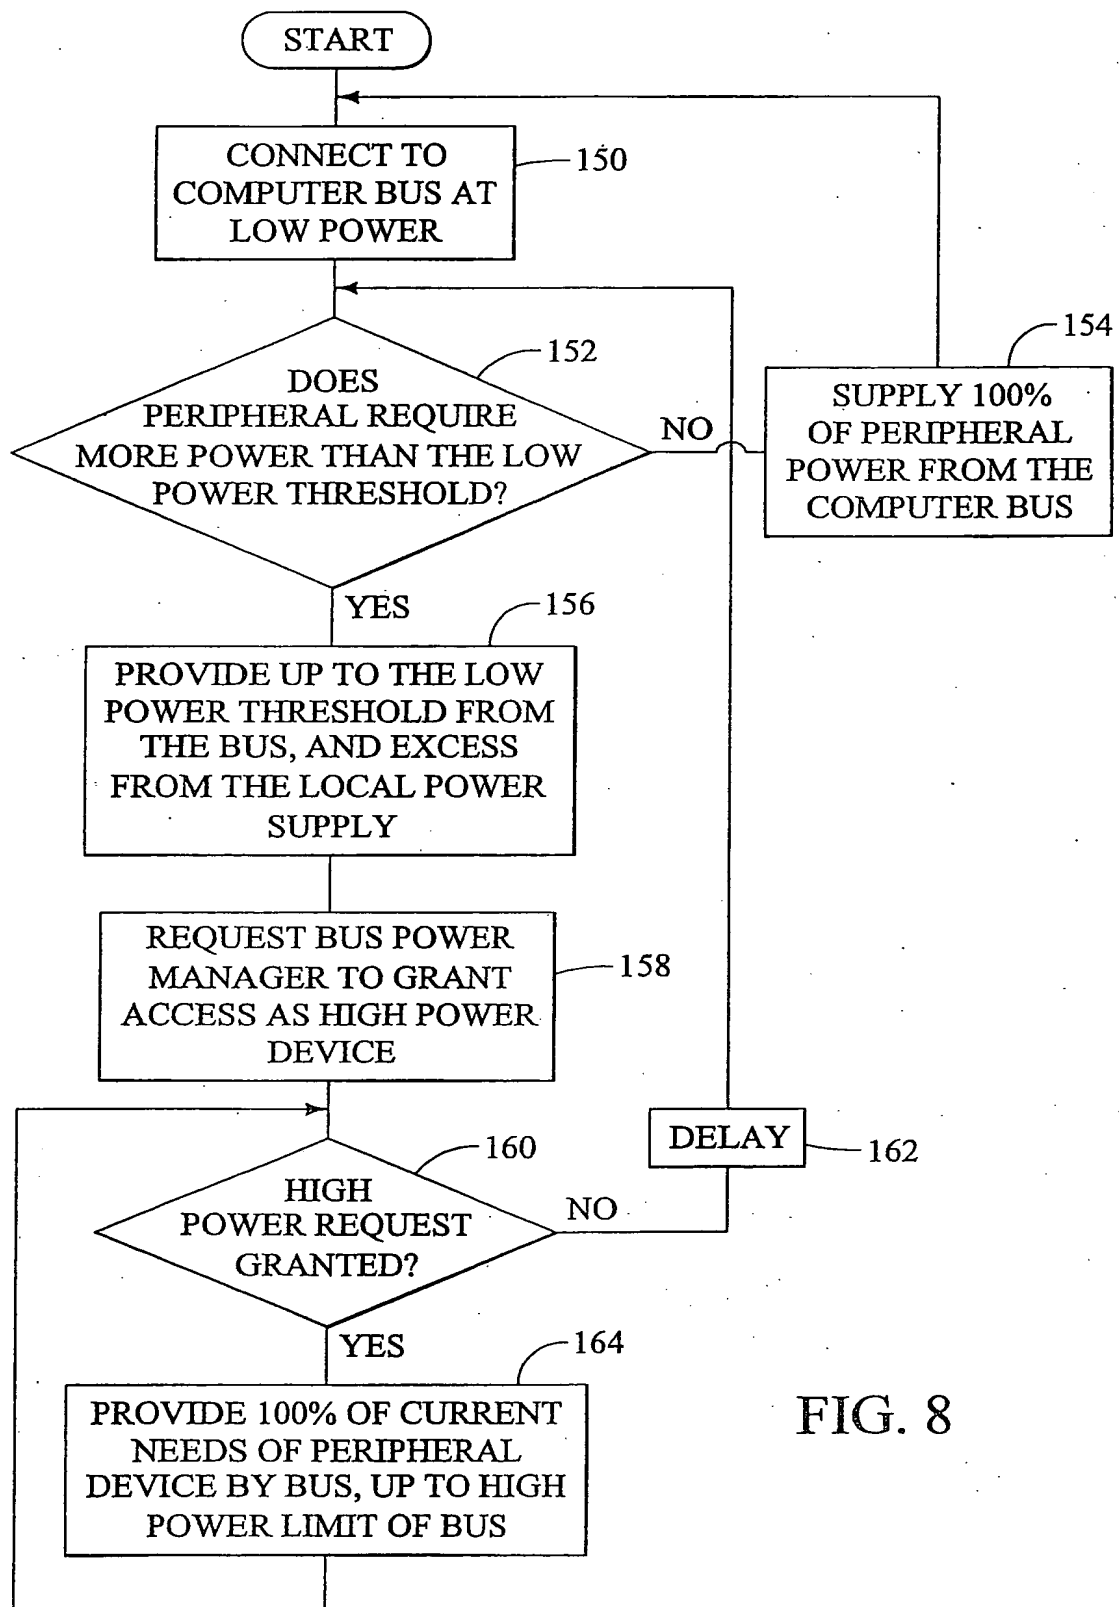 START
CONNECT TO
COMPUTER BUS AT
LOW POWER
150
152
DOES
PERIPHERAL REQUIRE
MORE POWER THAN THE LOW
POWER THRESHOLD?
NO
154
SUPPLY 100%
OF PERIPHERAL
POWER FROM THE
COMPUTER BUS
YES
156
PROVIDE UP TO THE LOW
POWER THRESHOLD FROM
THE BUS, AND EXCESS
FROM THE LOCAL POWER
SUPPLY
REQUEST BUS POWER
MANAGER TO GRANT
ACCESS AS HIGH POWER
DEVICE
158
160
HIGH
POWER REQUEST
GRANTED?
NO
DELAY
162
YES
164
PROVIDE 100% OF CURRENT
NEEDS OF PERIPHERAL
DEVICE BY BUS, UP TO HIGH
POWER LIMIT OF BUS
FIG. 8